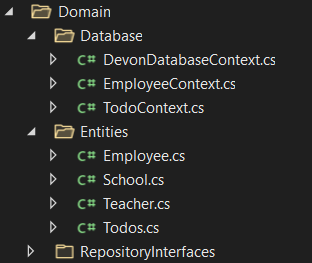 Domain
Database
C# DevonDatabaseContext.cs
C# EmployeeContext.cs
C# TodoContext.cs
Entities
C# Employee.cs
C# School.cs
C# Teacher.cs
C# Todos.cs
RepositoryInterfaces